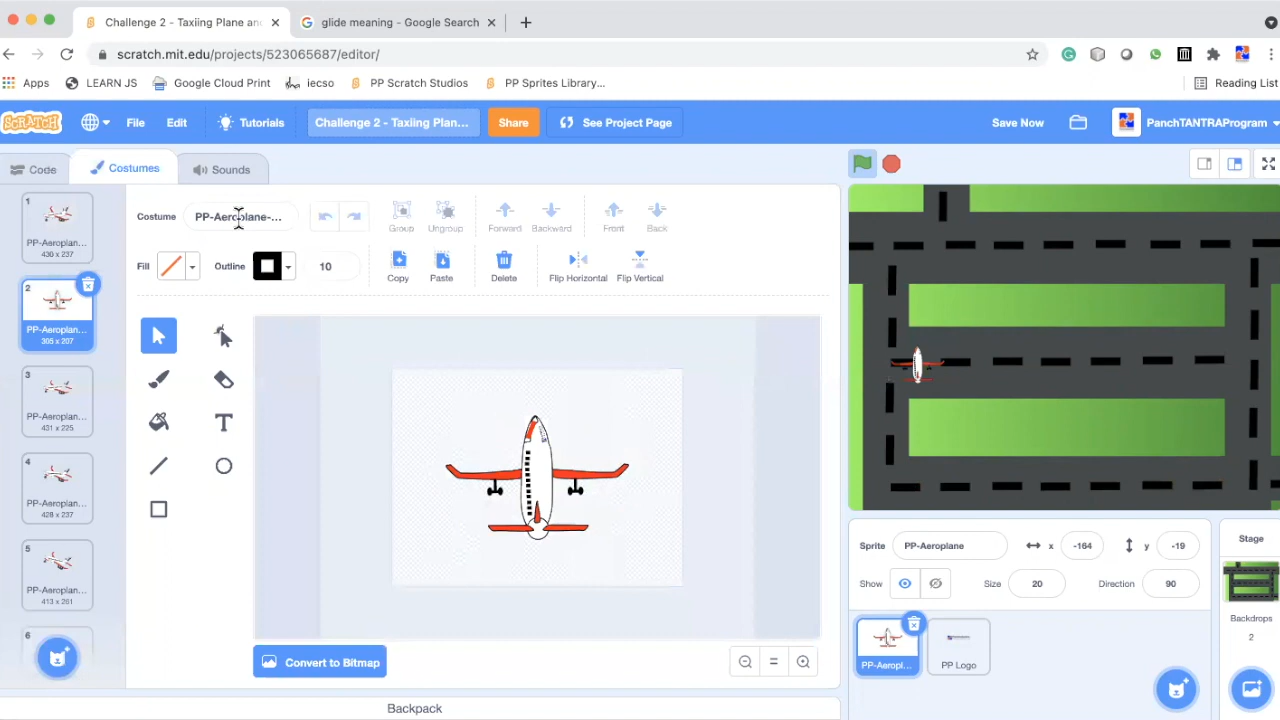 Challenge 2 - Taxiing Plane and
glide meaning - Google Search
scratch.mit.edu/projects/523065687/editor/
Apps
LEARN JS
Google Cloud Print
iecso
PP Scratch Studios
PP Sprites Library...
Reading List
SCRATCH
File
Edit
Tutorials
Challenge 2 - Taxiing Plan...
Share
See Project Page
Save Now
PanchTANTRAProgram
Code
Costumes
Sounds
1
PP-Aeroplan...
430 x 237
2
PP-Aeroplan...
305 x 207
3
PP-Aeroplan...
431 x 225
4
PP-Aeroplan...
428 x 237
5
PP-Aeroplan...
413 x 261
6
Costume
PP-Aeroplane-...
Group
Ungroup
Forward
Backward
Front
Back
Fill
Outline
10
Copy
Paste
Delete
Flip Horizontal
Flip Vertical
T
Convert to Bitmap
Backpack
Sprite
PP-Aeroplane
x
-164
y
-19
Show
Size
20
Direction
90
PP-Aeropl...
PP Logo
Stage
Backdrops
2